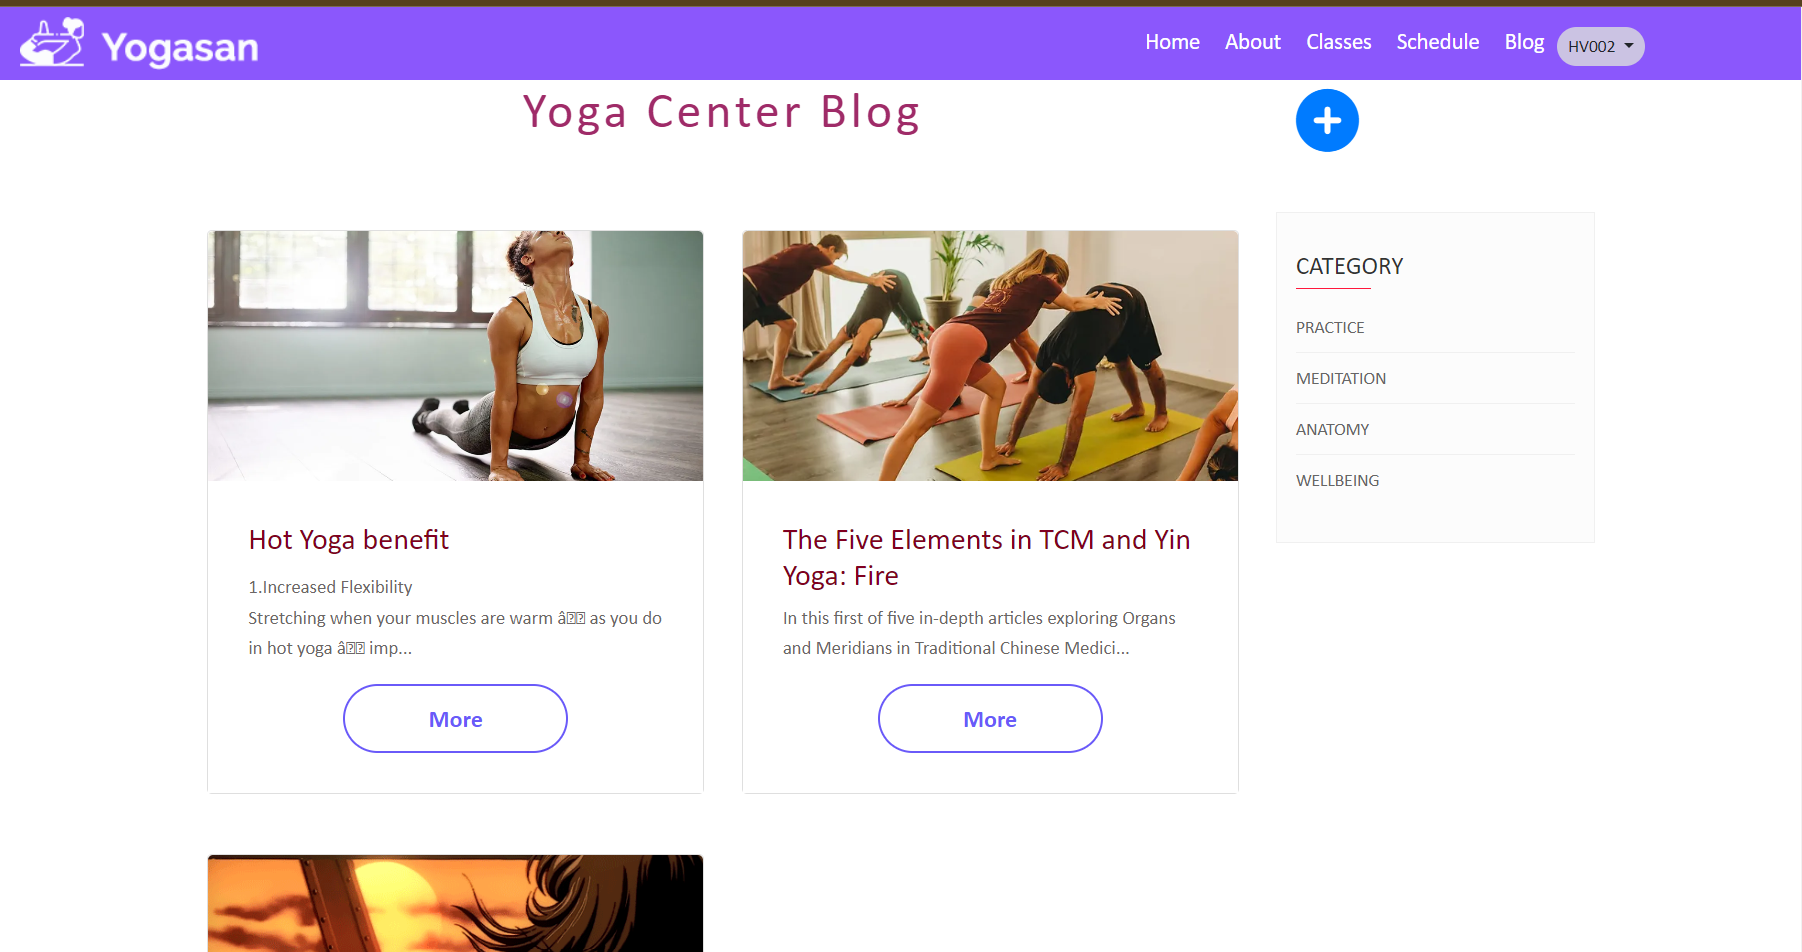 Yogasan
Home About Classes Schedule Blog HV002
Yoga Center Blog
CATEGORY
PRACTICE
MEDITATION
ANATOMY
WELLBEING
Hot Yoga benefit
1.Increased Flexibility
Stretching when your muscles are warm â as you do
in hot yoga â imp...
More
The Five Elements in TCM and Yin
Yoga: Fire
In this first of five in-depth articles exploring Organs
and Meridians in Traditional Chinese Medici...
More